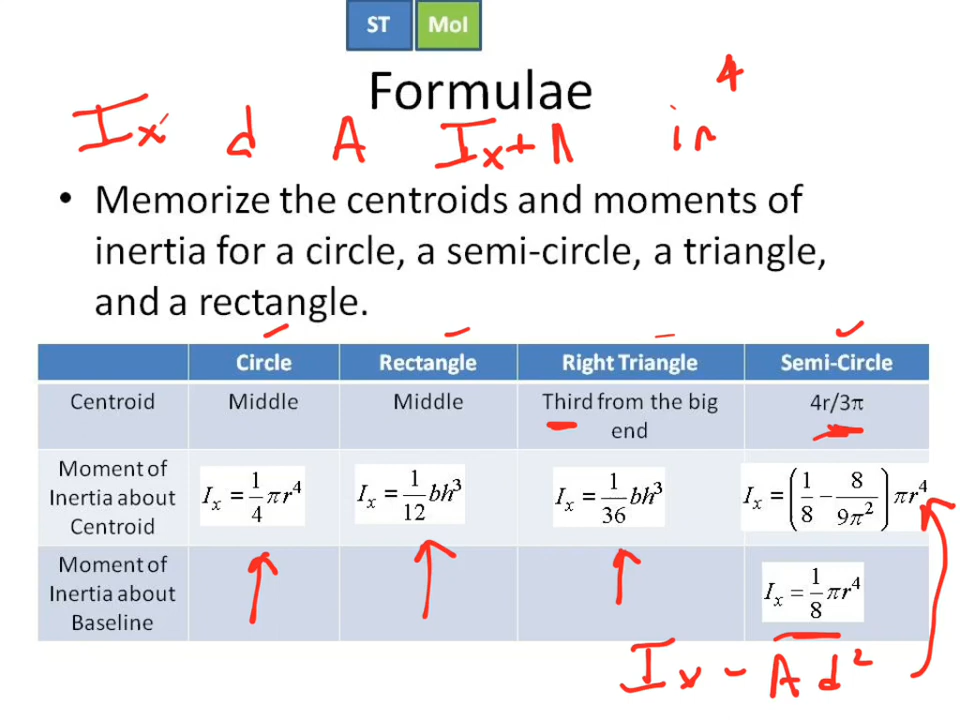 ST MoI
Formulae
Ix' d A Ix+A in⁴
• Memorize the centroids and moments of
inertia for a circle, a semi-circle, a triangle,
and a rectangle.
Circle Rectangle Right Triangle Semi-Circle
Centroid Middle Middle Third from the big end 4r/3π
Moment of Inertia about Centroid Iₓ = 1/4 πr⁴ Iₓ = 1/12 bh³ Iₓ = 1/36 bh³ Iₓ = (1/8 − 8/9π²) πr⁴
Moment of Inertia about Baseline Iₓ = 1/8 πr⁴
Ix - Ad²